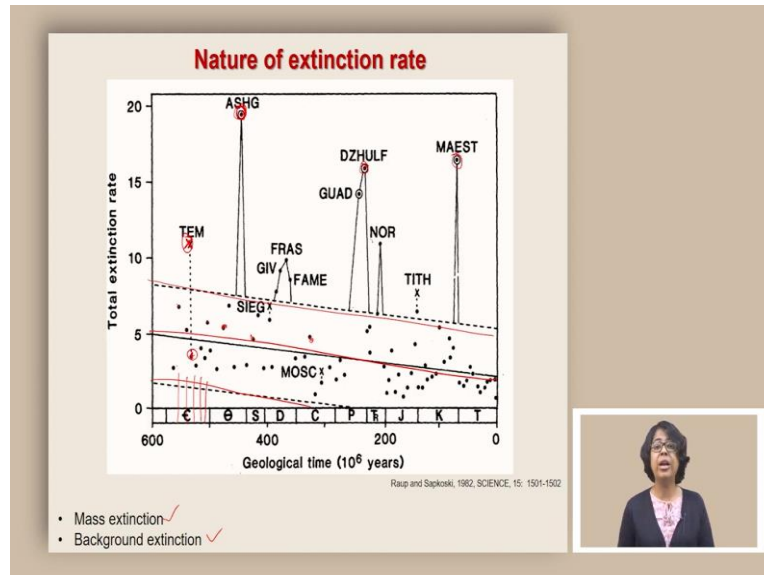 Nature of extinction rate
20
15
10
5
0
Total extinction rate
ASHG
TEM
GIV
FRAS
FAME
SIEG
MOSC
GUAD
DZHULF
NOR
TITH
MAEST
Є Θ S D C P Ћ J K T
600 400 200 0
Geological time (10⁶ years)
Raup and Sapkoski, 1982, SCIENCE, 15: 1501-1502
• Mass extinction
• Background extinction